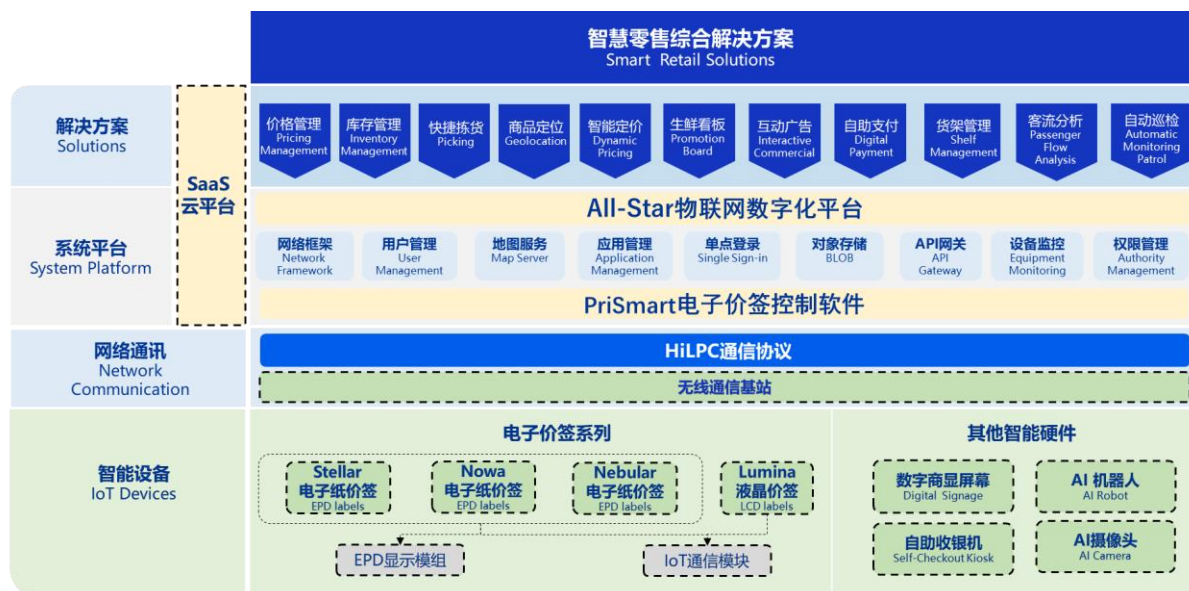 智慧零售综合解决方案
Smart Retail Solutions
解决方案
Solutions
SaaS
云平台
价格管理
Pricing
Management
库存管理
Inventory
Management
快捷拣货
Picking
商品定位
Geolocation
智能定价
Dynamic
Pricing
生鲜看板
Promotion
Board
互动广告
Interactive
Commercial
自助支付
Digital
Payment
货架管理
Shelf
Management
客流分析
Passenger
Flow
Analysis
自动巡检
Automatic
Monitoring
Patrol
系统平台
System Platform
All-Star物联网数字化平台
网络框架
Network
Framework
用户管理
User
Management
地图服务
Map Server
应用管理
Application
Management
单点登录
Single Sign-in
对象存储
BLOB
API网关
API
Gateway
设备监控
Equipment
Monitoring
权限管理
Authority
Management
PriSmart电子价签控制软件
网络通讯
Network
Communication
HiLPC通信协议
无线通信基站
智能设备
IoT Devices
电子价签系列
Stellar
电子纸价签
EPD labels
Nowa
电子纸价签
EPD labels
Nebular
电子纸价签
EPD labels
Lumina
液晶价签
LCD labels
EPD显示模组
IoT通信模块
其他智能硬件
数字商显屏幕
Digital Signage
AI 机器人
AI Robot
自助收银机
Self-Checkout Kiosk
AI摄像头
AI Camera